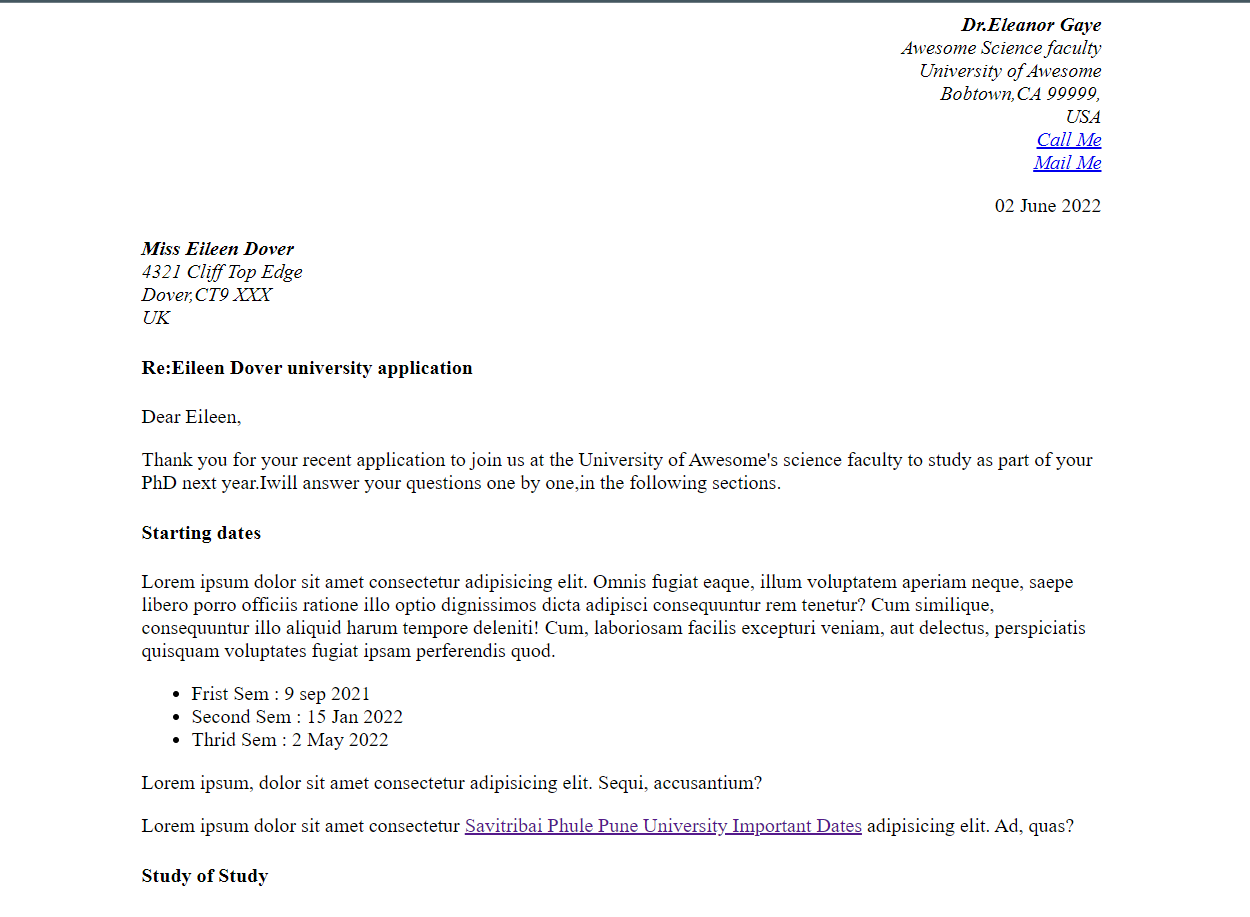 Dr.Eleanor Gaye
Awesome Science faculty
University of Awesome
Bobtown,CA 99999,
USA
Call Me
Mail Me
02 June 2022
Miss Eileen Dover
4321 Cliff Top Edge
Dover,CT9 XXX
UK
Re:Eileen Dover university application
Dear Eileen,
Thank you for your recent application to join us at the University of Awesome's science faculty to study as part of your
PhD next year.Iwill answer your questions one by one,in the following sections.
Starting dates
Lorem ipsum dolor sit amet consectetur adipisicing elit. Omnis fugiat eaque, illum voluptatem aperiam neque, saepe
libero porro officiis ratione illo optio dignissimos dicta adipisci consequuntur rem tenetur? Cum similique,
consequuntur illo aliquid harum tempore deleniti! Cum, laboriosam facilis excepturi veniam, aut delectus, perspiciatis
quisquam voluptates fugiat ipsam perferendis quod.
• Frist Sem : 9 sep 2021
• Second Sem : 15 Jan 2022
• Thrid Sem : 2 May 2022
Lorem ipsum, dolor sit amet consectetur adipisicing elit. Sequi, accusantium?
Lorem ipsum dolor sit amet consectetur Savitribai Phule Pune University Important Dates adipisicing elit. Ad, quas?
Study of Study